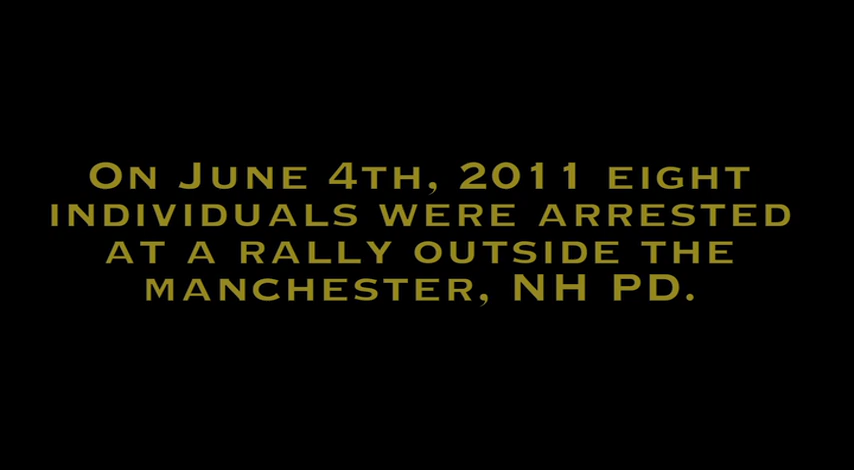 On June 4th, 2011 eight
individuals were arrested
at a rally outside the
manchester, NH PD.